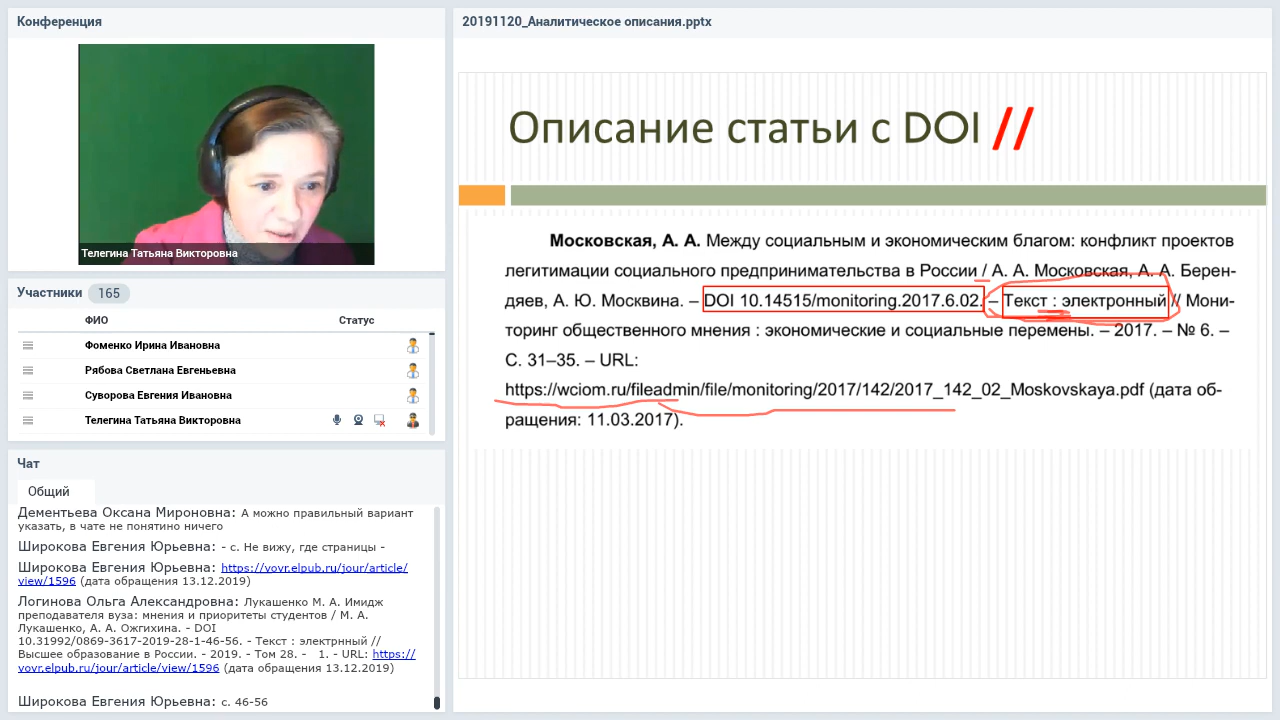 Конференция
Телегина Татьяна Викторовна
Участники 165
ФИО Статус
Фоменко Ирина Ивановна
Рябова Светлана Евгеньевна
Суворова Евгения Ивановна
Телегина Татьяна Викторовна
Чат
Общий
Дементьева Оксана Мироновна: А можно правильный вариант
указать, в чате не понятино ничего
Широкова Евгения Юрьевна: - с. Не вижу, где страницы -
Широкова Евгения Юрьевна: https://vovr.elpub.ru/jour/article/
view/1596 (дата обращения 13.12.2019)
Логинова Ольга Александровна: Лукашенко М. А. Имидж
преподавателя вуза: мнения и приоритеты студентов / М. А.
Лукашенко, А. А. Ожгихина. - DOI
10.31992/0869-3617-2019-28-1-46-56. - Текст : электрнный //
Высшее образование в России. - 2019. - Том 28. - 1. - URL: https://
vovr.elpub.ru/jour/article/view/1596 (дата обращения 13.12.2019)
Широкова Евгения Юрьевна: с. 46-56
20191120_Аналитическое описания.pptx
Описание статьи с DOI //
Московская, А. А. Между социальным и экономическим благом: конфликт проектов
легитимации социального предпринимательства в России / А. А. Московская, А. А. Берен-
дяев, А. Ю. Москвина. – DOI 10.14515/monitoring.2017.6.02. – Текст : электронный // Мони-
торинг общественного мнения : экономические и социальные перемены. – 2017. – № 6. –
С. 31–35. – URL:
https://wciom.ru/fileadmin/file/monitoring/2017/142/2017_142_02_Moskovskaya.pdf (дата об-
ращения: 11.03.2017).